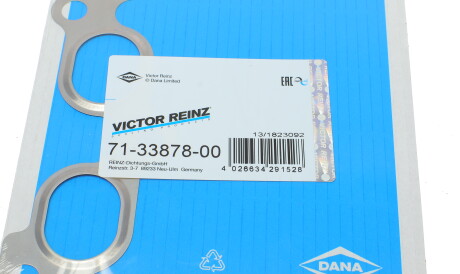 DANA
Victor Reinz
© Dana Limited
EAC
VICTOR REINZ
71-33878-00
REINZ-Dichtungs-GmbH
Reinzstr. 3-7 89233 Neu-Ulm Germany
13/1823092
4 028634 291528
DANA